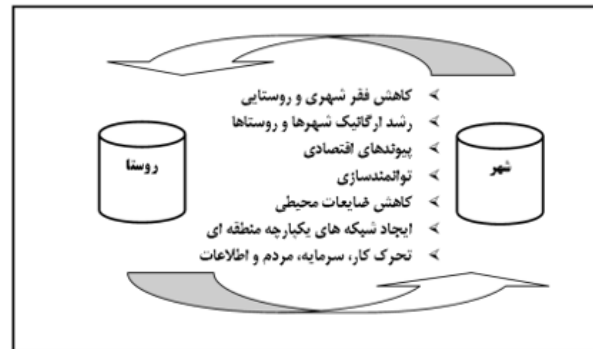 کاهش فقر شهری و روستایی
رشد ارگانیک شهرها و روستاها
پیوندهای اقتصادی
توانمندسازی
کاهش ضایعات محیطی
ایجاد شبکه های یکپارچه منطقه ای
تحرک کار، سرمایه، مردم و اطلاعات
شهر
روستا